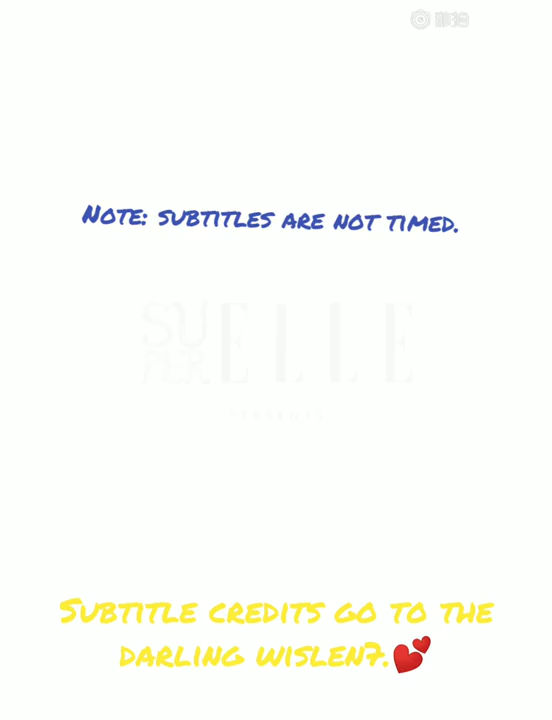 NOTE: SUBTITLES ARE NOT TIMED.
SUPER ELLE
PRESENTS
SUBTITLE CREDITS GO TO THE
DARLING WISLEN7.💕